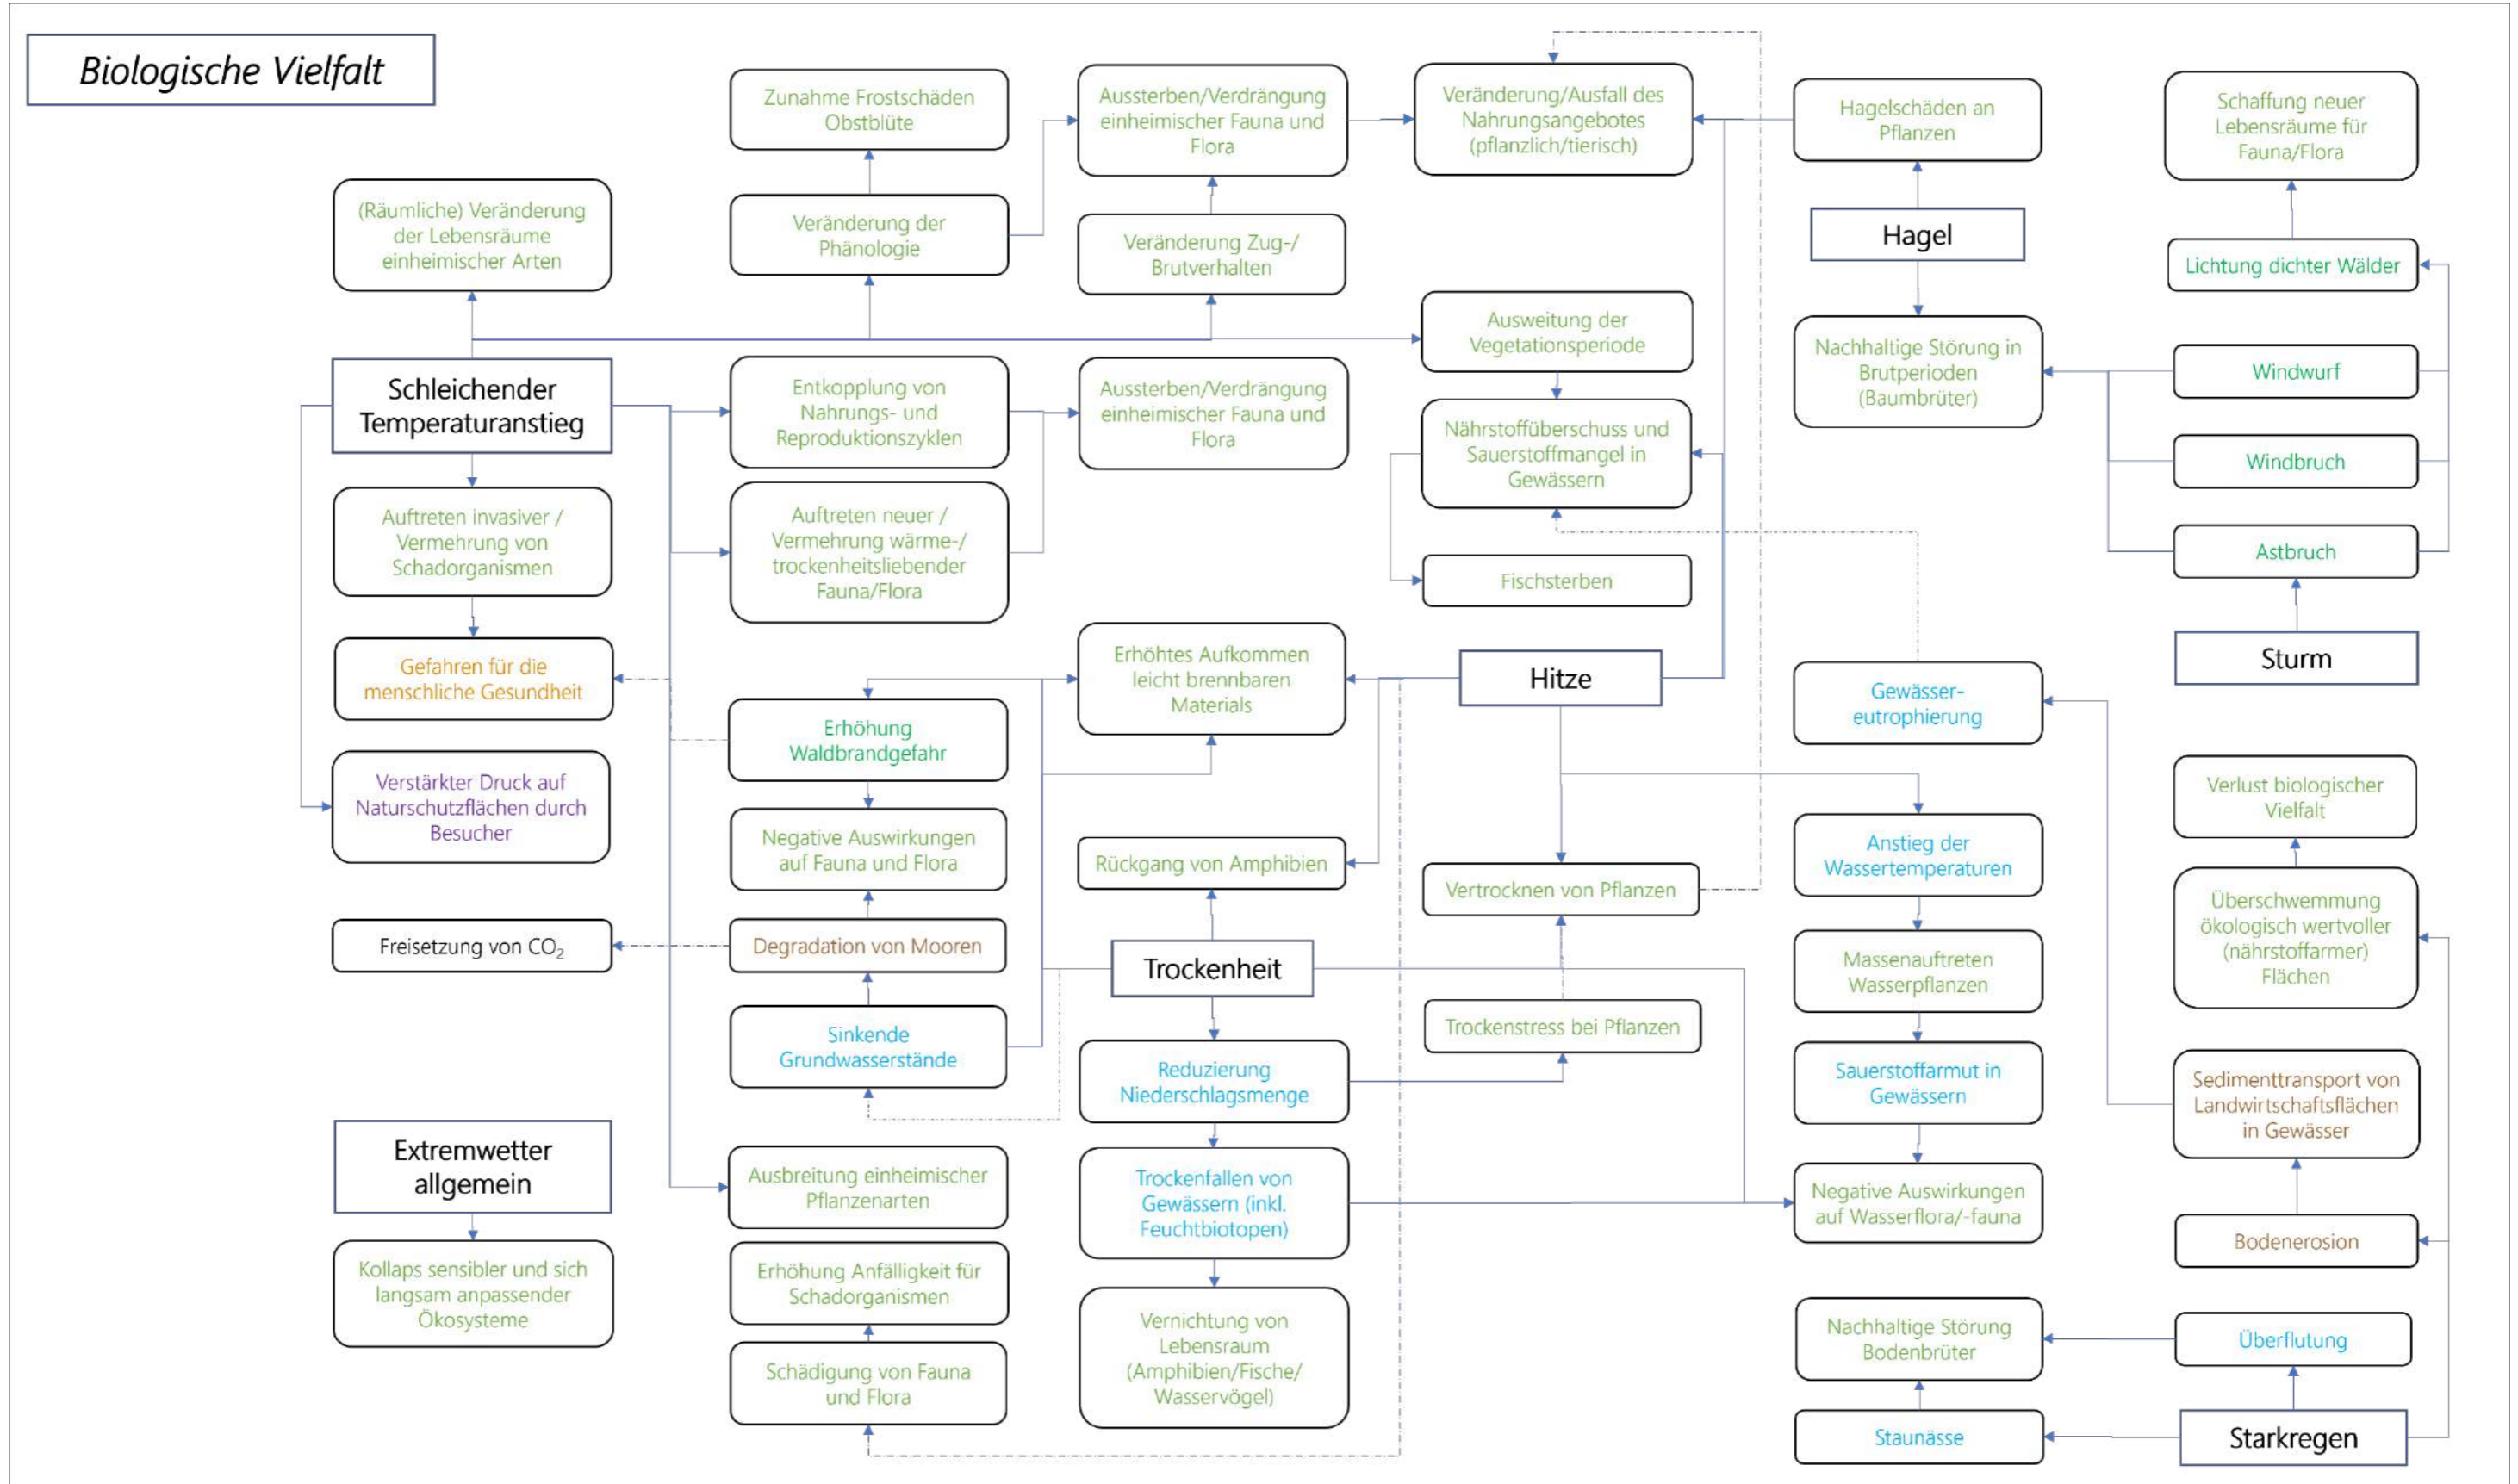 Biologische Vielfalt
Zunahme Frostschäden
Obstblüte
Aussterben/Verdrängung
einheimischer Fauna und
Flora
Veränderung/Ausfall des
Nahrungsangebotes
(pflanzlich/tierisch)
Hagelschäden an
Pflanzen
Schaffung neuer
Lebensräume für
Fauna/Flora
(Räumliche) Veränderung
der Lebensräume
einheimischer Arten
Veränderung der
Phänologie
Veränderung Zug-/
Brutverhalten
Hagel
Lichtung dichter Wälder
Ausweitung der
Vegetationsperiode
Nachhaltige Störung in
Brutperioden
(Baumbrüter)
Windwurf
Schleichender
Temperaturanstieg
Entkopplung von
Nahrungs- und
Reproduktionszyklen
Aussterben/Verdrängung
einheimischer Fauna und
Flora
Nährstoffüberschuss und
Sauerstoffmangel in
Gewässern
Windbruch
Auftreten invasiver /
Vermehrung von
Schadorganismen
Auftreten neuer /
Vermehrung wärme-/
trockenheitsliebender
Fauna/Flora
Fischsterben
Astbruch
Gefahren für die
menschliche Gesundheit
Erhöhtes Aufkommen
leicht brennbaren
Materials
Hitze
Sturm
Erhöhung
Waldbrandgefahr
Gewässer-
eutrophierung
Verstärkter Druck auf
Naturschutzflächen durch
Besucher
Negative Auswirkungen
auf Fauna und Flora
Rückgang von Amphibien
Vertrocknen von Pflanzen
Anstieg der
Wassertemperaturen
Verlust biologischer
Vielfalt
Freisetzung von CO₂
Degradation von Mooren
Trockenheit
Massenauftreten
Wasserpflanzen
Überschwemmung
ökologisch wertvoller
(nährstoffarmer)
Flächen
Sinkende
Grundwasserstände
Reduzierung
Niederschlagsmenge
Trockenstress bei Pflanzen
Sauerstoffarmut in
Gewässern
Sedimenttransport von
Landwirtschaftsflächen
in Gewässer
Extremwetter
allgemein
Ausbreitung einheimischer
Pflanzenarten
Trockenfallen von
Gewässern (inkl.
Feuchtbiotopen)
Negative Auswirkungen
auf Wasserflora/-fauna
Bodenerosion
Kollaps sensibler und sich
langsam anpassender
Ökosysteme
Erhöhung Anfälligkeit für
Schadorganismen
Vernichtung von
Lebensraum
(Amphibien/Fische/
Wasservögel)
Nachhaltige Störung
Bodenbrüter
Überflutung
Schädigung von Fauna
und Flora
Staunässe
Starkregen